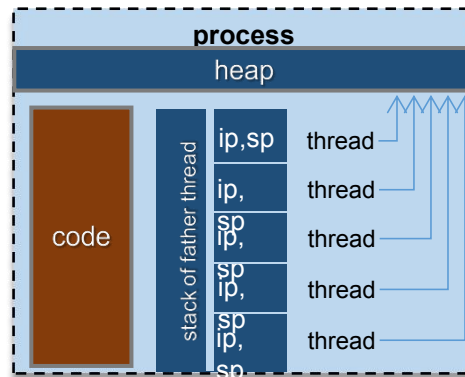 process
heap
code
stack of father thread
ip,sp
thread
ip,
sp
thread
ip,
sp
thread
ip,
sp
thread
ip,
sp
thread